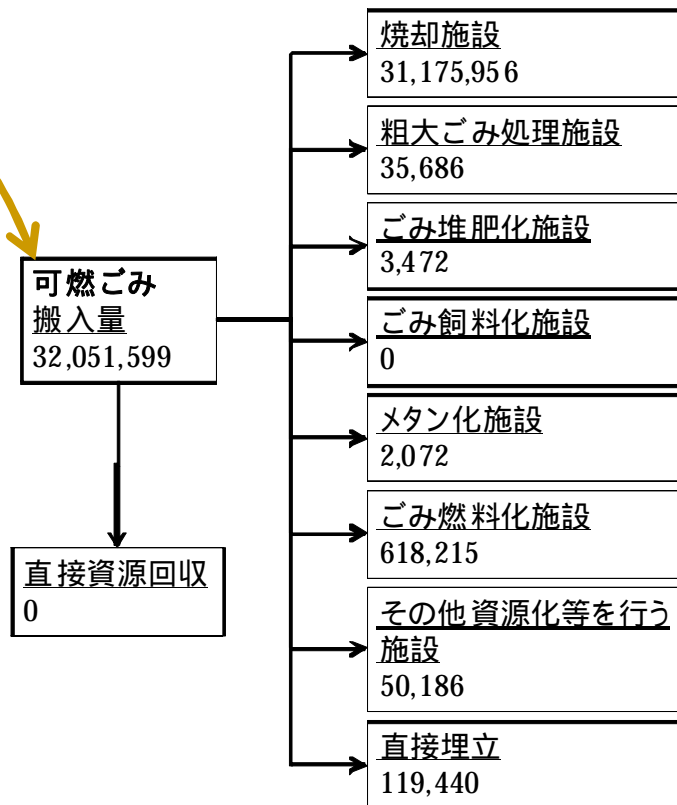 可燃ごみ
搬入量
32,051,599
直接資源回収
0
焼却施設
31,175,956
粗大ごみ処理施設
35,686
ごみ堆肥化施設
3,472
ごみ飼料化施設
0
メタン化施設
2,072
ごみ燃料化施設
618,215
その他資源化等を行う
施設
50,186
直接埋立
119,440